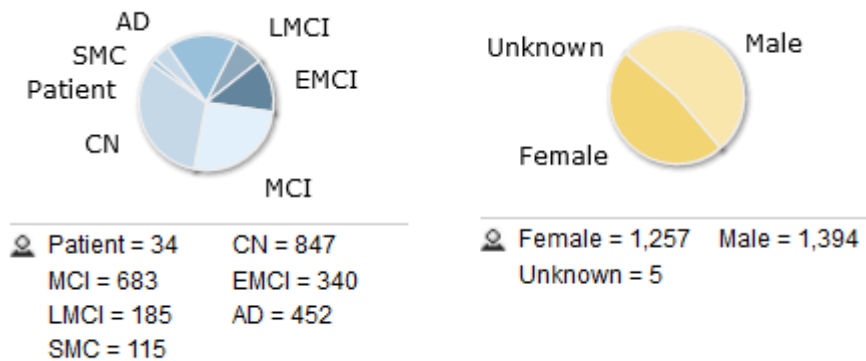 AD
LMCI
SMC
EMCI
Patient
CN
MCI
Patient = 34 CN = 847
MCI = 683 EMCI = 340
LMCI = 185 AD = 452
SMC = 115
Unknown
Male
Female
Female = 1,257 Male = 1,394
Unknown = 5